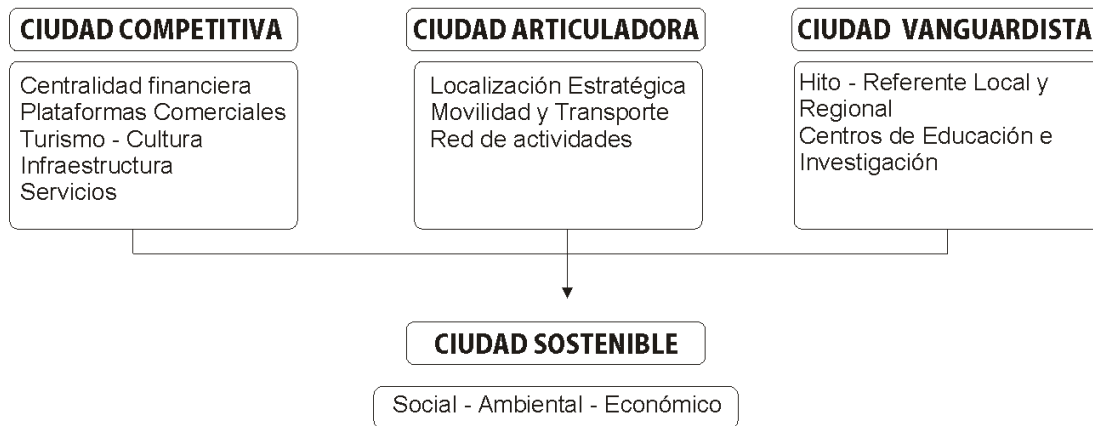 CIUDAD COMPETITIVA
Centralidad financiera
Plataformas Comerciales
Turismo - Cultura
Infraestructura
Servicios
CIUDAD ARTICULADORA
Localización Estratégica
Movilidad y Transporte
Red de actividades
CIUDAD VANGUARDISTA
Hito - Referente Local y
Regional
Centros de Educación e
Investigación
CIUDAD SOSTENIBLE
Social - Ambiental - Económico